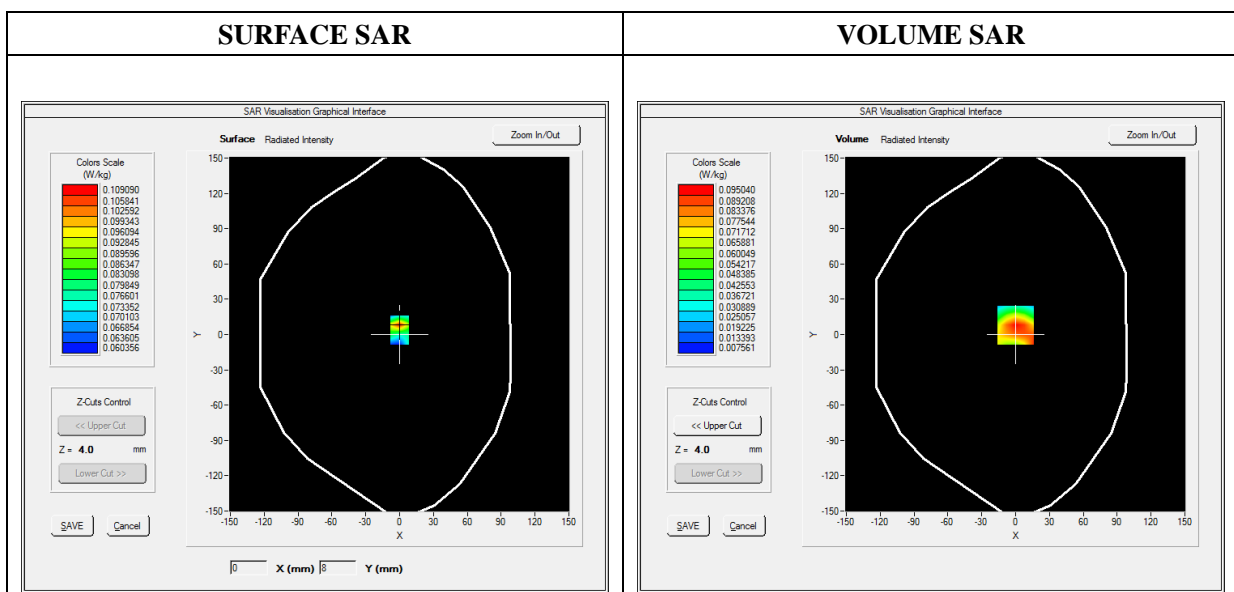 SURFACE SAR
VOLUME SAR
SAR Visualisation Graphical Interface
Surface Radiated Intensity
Zoom In/Out
Colors Scale
(W/kg)
0.109090
0.105841
0.102592
0.099343
0.096094
0.092845
0.089596
0.086347
0.083098
0.079849
0.076601
0.073352
0.070103
0.066854
0.063605
0.060356
Z-Cuts Control
<< Upper Cut
Z = 4.0 mm
Lower Cut >>
SAVE
Cancel
150
120
90
60
30
0
-30
-60
-90
-120
-150
Y
-150 -120 -90 -60 -30 0 30 60 90 120 150
X
0 X (mm) 8 Y (mm)
SAR Visualisation Graphical Interface
Volume Radiated Intensity
Zoom In/Out
Colors Scale
(W/kg)
0.095040
0.089208
0.083376
0.077544
0.071712
0.065881
0.060049
0.054217
0.048385
0.042553
0.036721
0.030889
0.025057
0.019225
0.013393
0.007561
Z-Cuts Control
<< Upper Cut
Z = 4.0 mm
Lower Cut >>
SAVE
Cancel
150
120
90
60
30
0
-30
-60
-90
-120
-150
Y
-150 -120 -90 -60 -30 0 30 60 90 120 150
X